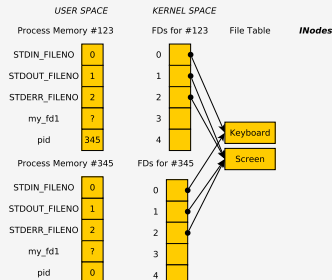 USER SPACE KERNEL SPACE
Process Memory #123 FDs for #123 File Table INodes
STDIN_FILENO 0 0
STDOUT_FILENO 1 1
STDERR_FILENO 2 2
my_fd1 ? 3
pid 345 4
Keyboard
Screen
Process Memory #345 FDs for #345
STDIN_FILENO 0 0
STDOUT_FILENO 1 1
STDERR_FILENO 2 2
my_fd1 ? 3
pid 0 4